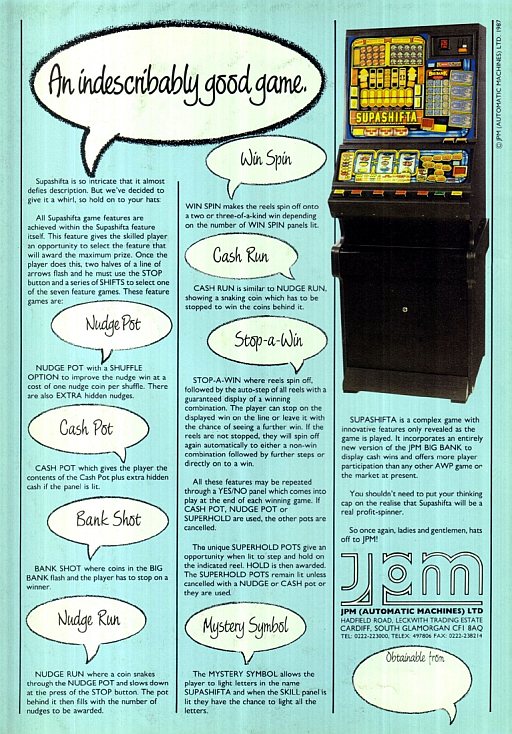 An indescribably good game.
Supashifta is so intricate that it almost
defies description. But we've decided to
give it a whirl, so hold on to your hats:
All Supashifta game features are
achieved within the Supashifta feature
itself. This feature gives the skilled player
an opportunity to select the feature that
will award the maximum prize. Once the
player does this, two halves of a line of
arrows flash and he must use the STOP
button and a series of SHIFTS to select one
of the seven feature games. These feature
games are:
Nudge Pot
NUDGE POT with a SHUFFLE
OPTION to improve the nudge win at a
cost of one nudge coin per shuffle. There
are also EXTRA hidden nudges.
Cash Pot
CASH POT which gives the player the
contents of the Cash Pot plus extra hidden
cash if the panel is lit.
Bank Shot
BANK SHOT where coins in the BIG
BANK flash and the player has to stop on a
winner.
Nudge Run
NUDGE RUN where a coin snakes
through the NUDGE POT and slows down
at the press of the STOP button. The pot
behind it then fills with the number of
nudges to be awarded.
Win Spin
WIN SPIN makes the reels spin off onto
a two or three-of-a-kind win depending
on the number of WIN SPIN panels lit.
Cash Run
CASH RUN is similar to NUDGE RUN,
showing a snaking coin which has to be
stopped to win the coins behind it.
Stop-a-Win
STOP-A-WIN where reels spin off,
followed by the auto-step of all reels with a
guaranteed display of a winning
combination. The player can stop on the
displayed win on the line or leave it with
the chance of seeing a further win. If the
reels are not stopped, they will spin off
again automatically to either a non-win
combination followed by further steps or
directly on to a win.
All these features may be repeated
through a YES/NO panel which comes into
play at the end of each winning game. If
CASH POT, NUDGE POT or
SUPERHOLD are used, the other pots are
cancelled.
The unique SUPERHOLD POTS give an
opportunity when lit to step and hold on
the indicated reel. HOLD is then awarded.
The SUPERHOLD POTS remain lit unless
cancelled with a NUDGE or CASH pot or
they are used.
Mystery Symbol
The MYSTERY SYMBOL allows the
player to light letters in the name
SUPASHIFTA and when the SKILL panel is
lit they have the chance to light all the
letters.
© JPM (AUTOMATIC MACHINES) LTD. 1987
SUPASHIFTA
SUPASHIFTA is a complex game with
innovative features only revealed as the
game is played. It incorporates an entirely
new version of the JPM BIG BANK to
display cash wins and offers more player
participation than any other AWP game on
the market at present.
You shouldn't need to put your thinking
cap on the realise that Supashifta will be a
real profit-spinner.
So once again, ladies and gentlemen, hats
off to JPM!
Jpm
JPM (AUTOMATIC MACHINES) LTD
HADFIELD ROAD, LECKWITH TRADING ESTATE
CARDIFF, SOUTH GLAMORGAN CF1 8AQ
TEL: 0222-223000, TELEX: 497806 FAX: 0222-238214
Obtainable from